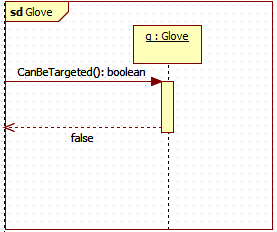 sd Glove
g : Glove
CanBeTargeted(): boolean
false